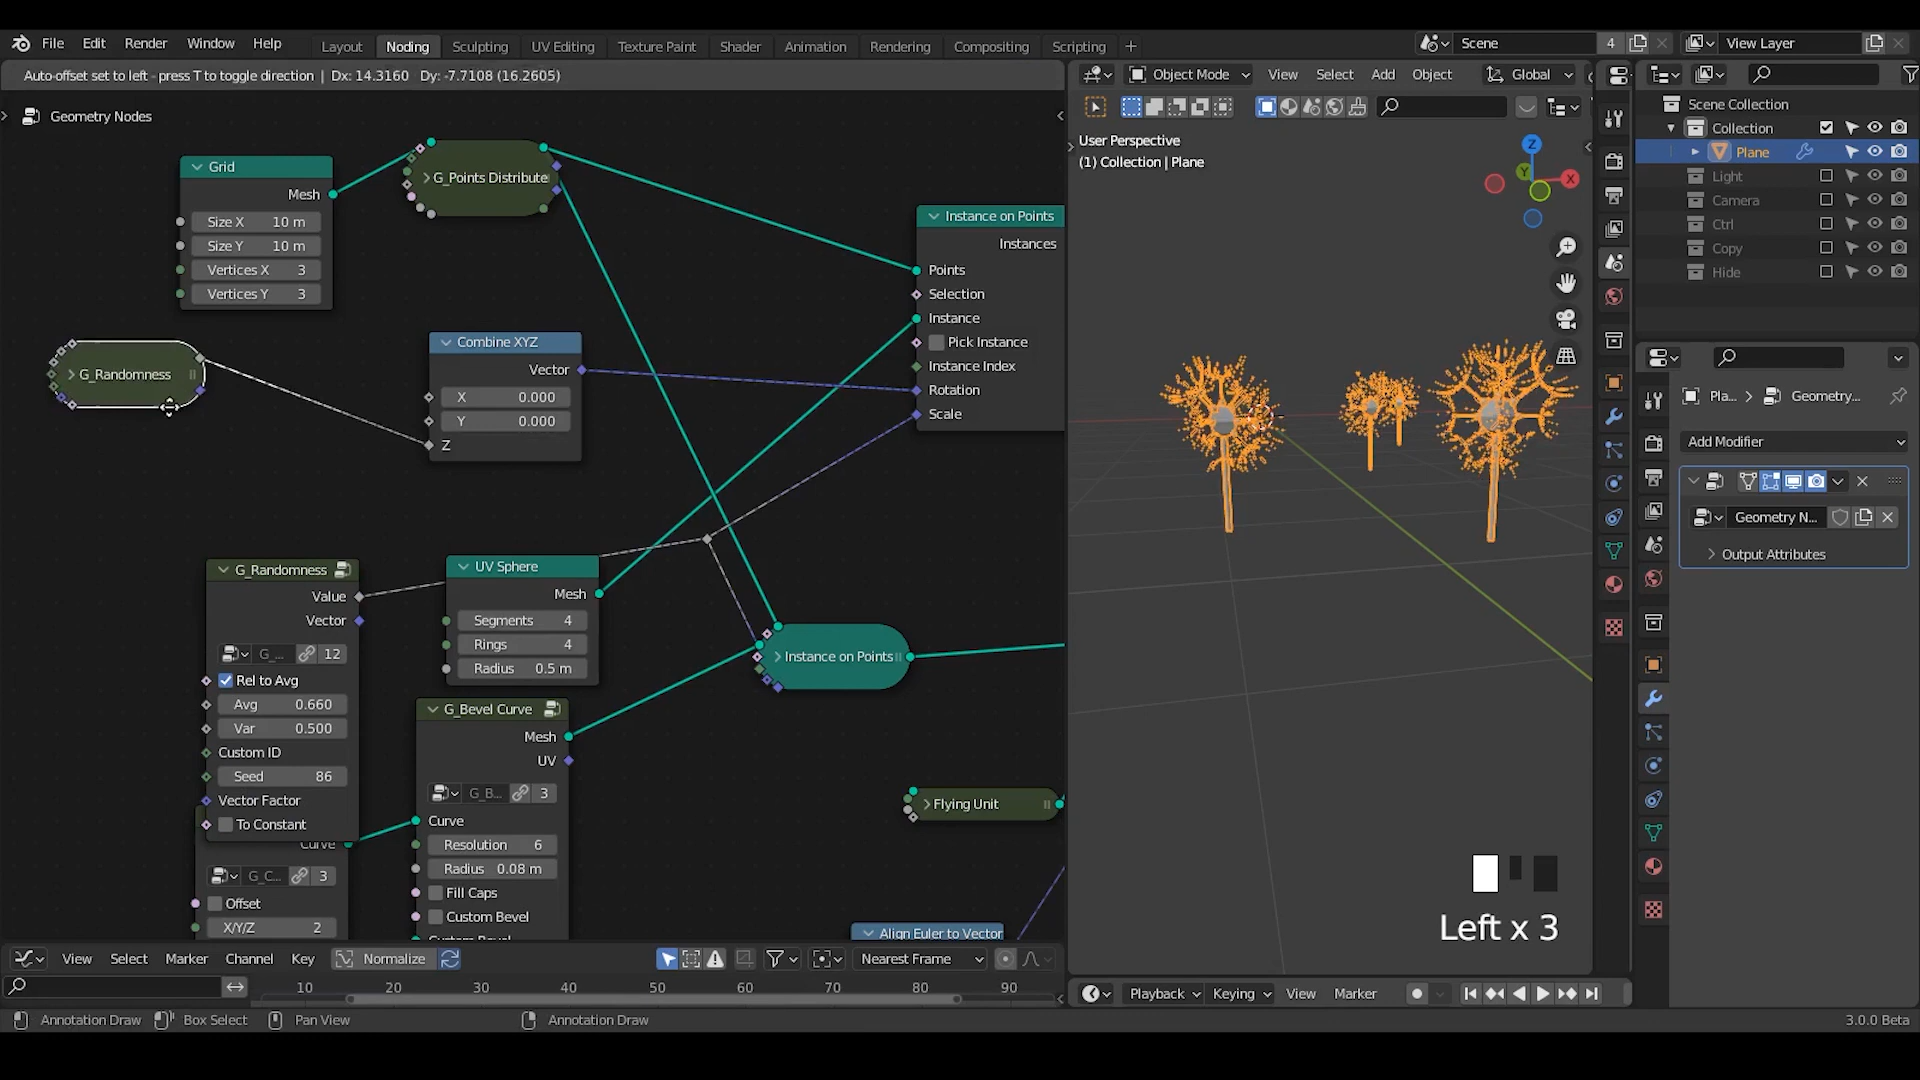 File Edit Render Window Help
Layout Noding Sculpting UV Editing Texture Paint Shader Animation Rendering Compositing Scripting
Scene 4 View Layer
Auto-offset set to left - press T to toggle direction | Dx: 14.3160 Dy: -7.7108 (16.2605)
Geometry Nodes
Grid
Mesh
Size X 10 m
Size Y 10 m
Vertices X 3
Vertices Y 3
G_Points Distribute
Instance on Points
Instances
Points
Selection
Instance
Pick Instance
Instance Index
Rotation
Scale
G_Randomness
Combine XYZ
Vector
X 0.000
Y 0.000
Z
G_Randomness
Value
Vector
G_... 12
Rel to Avg
Avg 0.660
Var 0.500
Custom ID
Seed 86
Vector Factor
To Constant
Curve
G_C... 3
Offset
X/Y/Z 2
UV Sphere
Mesh
Segments 4
Rings 4
Radius 0.5 m
G_Bevel Curve
Mesh
UV
G_B... 3
Curve
Resolution 6
Radius 0.08 m
Fill Caps
Custom Bevel
Instance on Points
Flying Unit
Align Euler to Vector
View Select Marker Channel Key Normalize Nearest Frame
10 20 30 40 50 60 70 80 90
Object Mode View Select Add Object Global
User Perspective
(1) Collection | Plane
Z
Y
X
Left x 3
Playback Keying View Marker
Scene Collection
Collection
Plane
Light
Camera
Ctrl
Copy
Hide
Pla... Geometry...
Add Modifier
Geometry N...
Output Attributes
Annotation Draw Box Select Pan View Annotation Draw 3.0.0 Beta